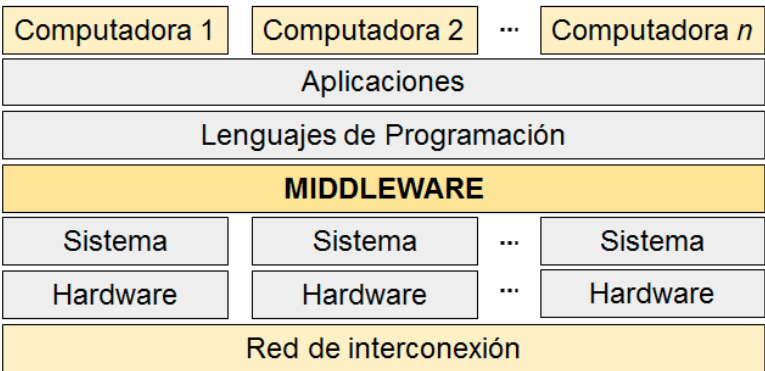 Computadora 1 Computadora 2 ... Computadora n
Aplicaciones
Lenguajes de Programación
MIDDLEWARE
Sistema Sistema ... Sistema
Hardware Hardware ... Hardware
Red de interconexión